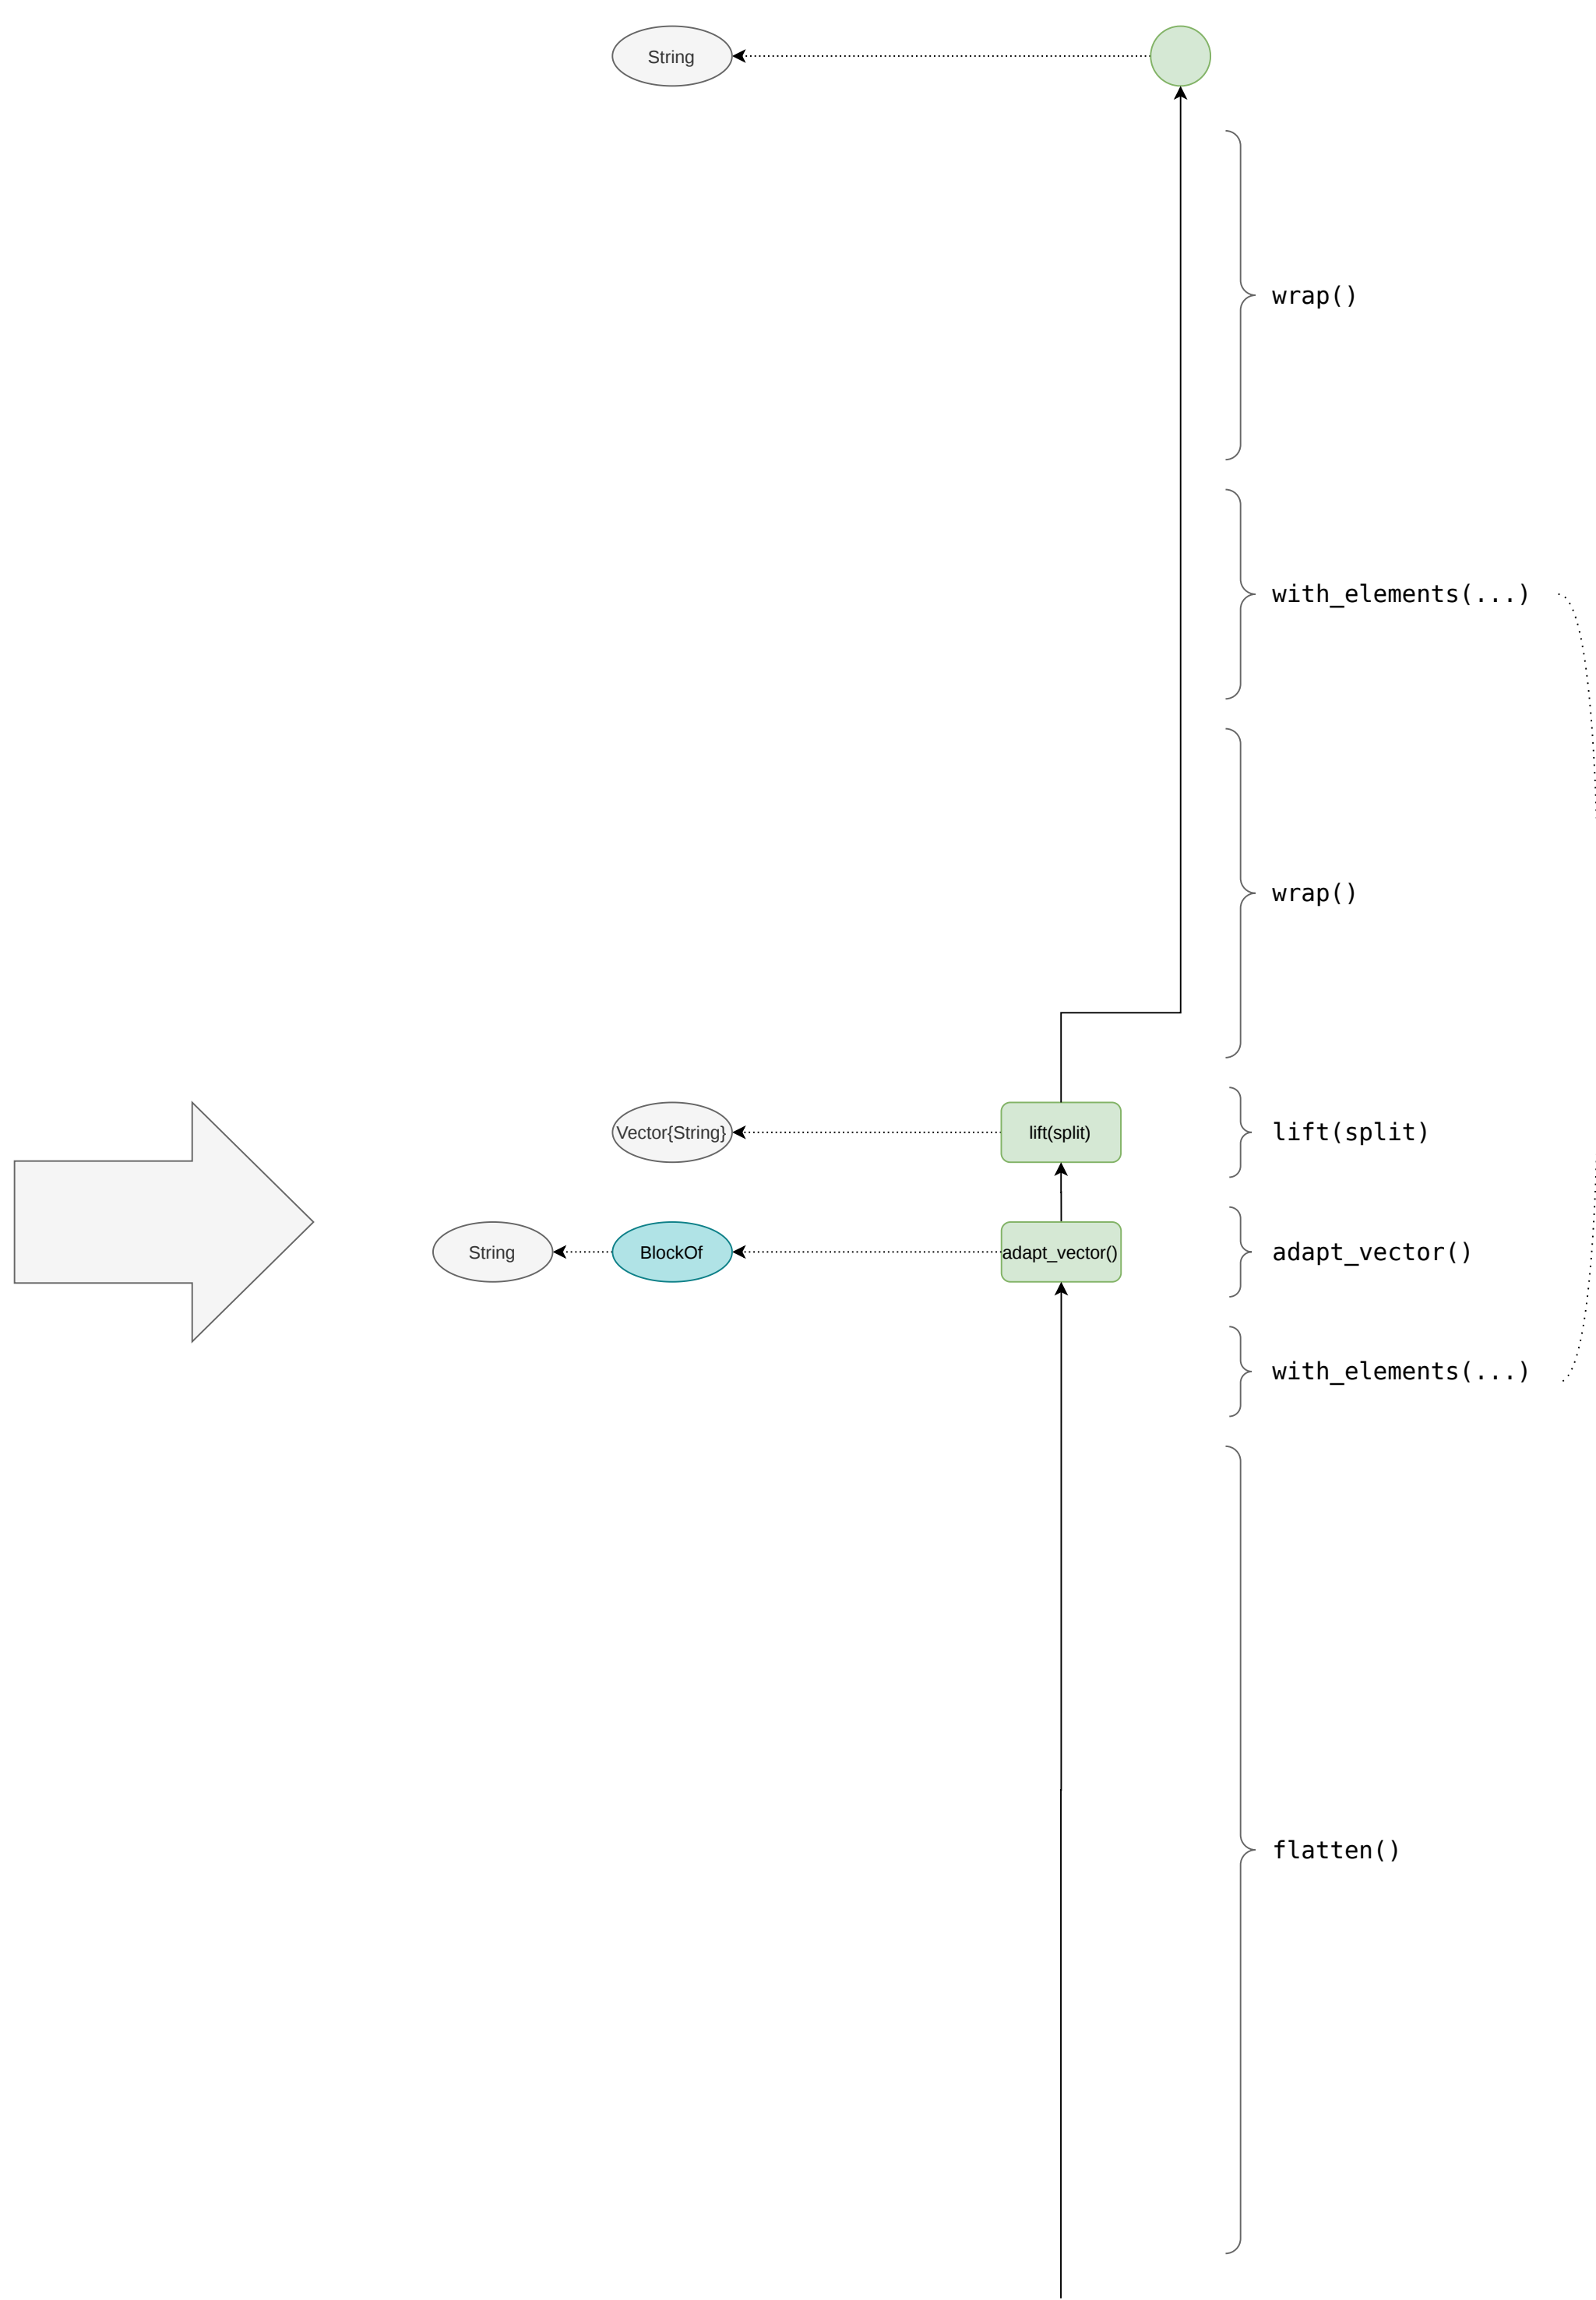 String
wrap()
with_elements(...)
wrap()
Vector{String}
lift(split)
lift(split)
String
BlockOf
adapt_vector()
adapt_vector()
with_elements(...)
flatten()